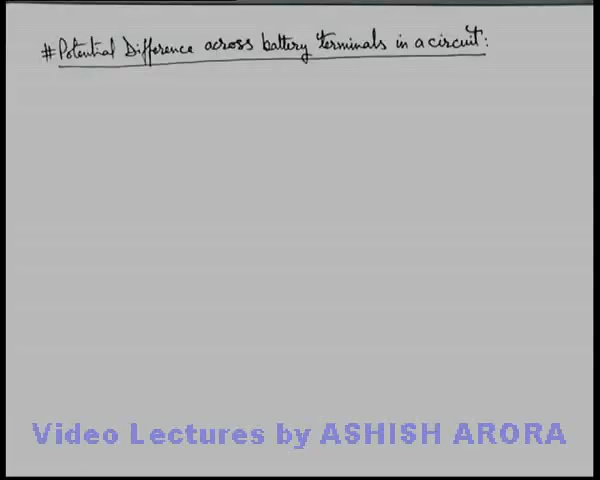 # Potential Difference across battery terminals in a circuit:
Video Lectures by ASHISH ARORA